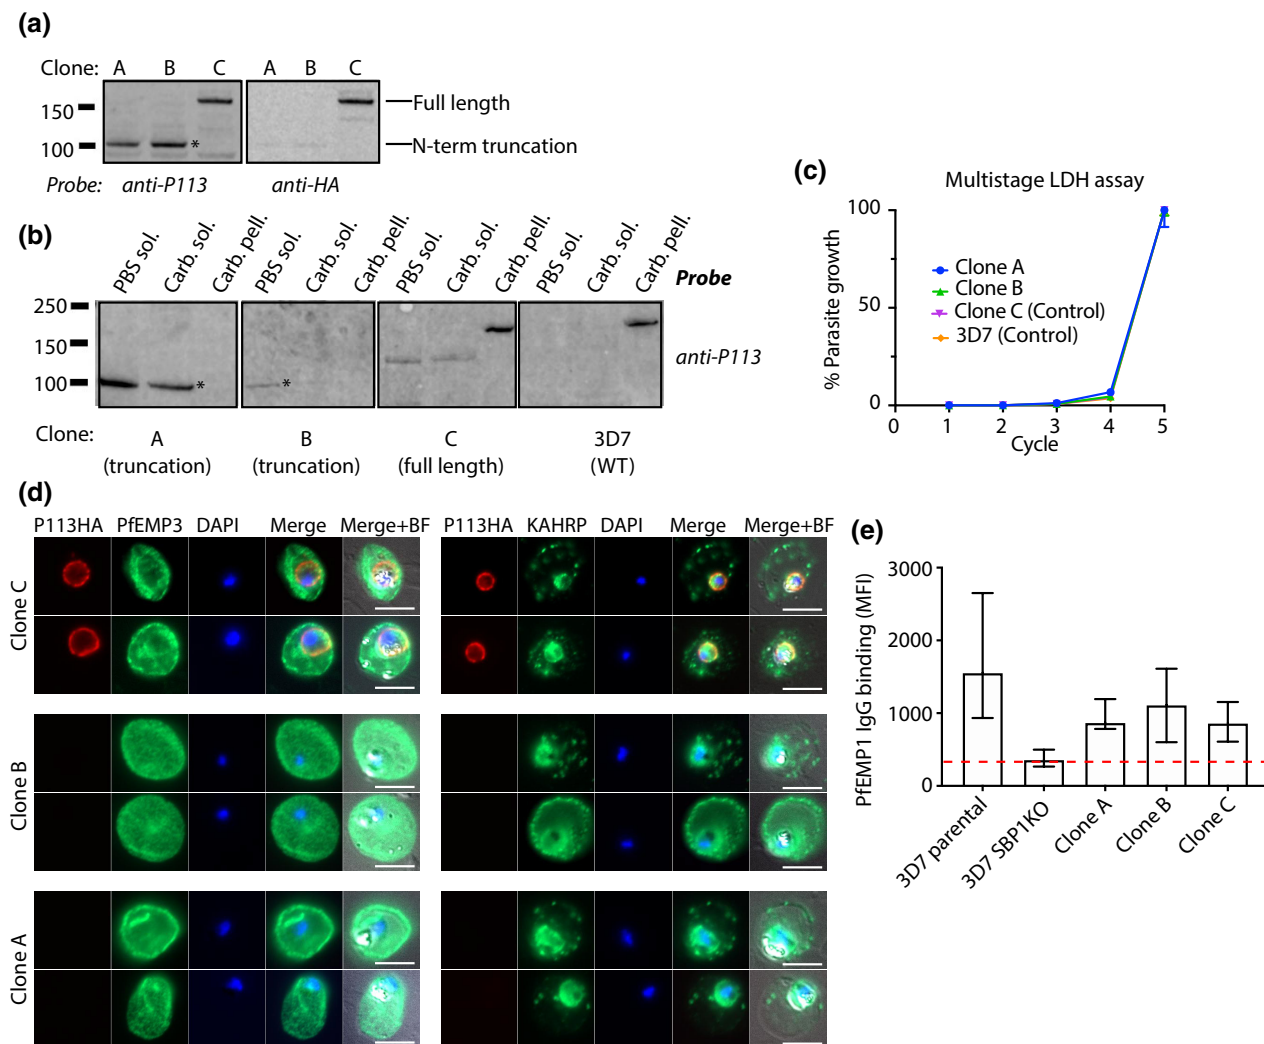 (a)
Clone: A B C A B C
150
100
Full length
N-term truncation
*
Probe: anti-P113 anti-HA
(b)
PBS sol. Carb. sol. Carb. pell. PBS sol. Carb. sol. Carb. pell. PBS sol. Carb. sol. Carb. pell. PBS sol. Carb. sol. Carb. pell.
Probe
250
150
100
* *
anti-P113
Clone: A B C 3D7
(truncation) (truncation) (full length) (WT)
(c)
Multistage LDH assay
% Parasite growth
100
50
0
0 1 2 3 4 5
Cycle
Clone A
Clone B
Clone C (Control)
3D7 (Control)
(d)
P113HA PfEMP3 DAPI Merge Merge+BF P113HA KAHRP DAPI Merge Merge+BF
Clone C
Clone B
Clone A
(e)
PfEMP1 IgG binding (MFI)
3000
2000
1000
0
3D7 parental
3D7 SBP1KO
Clone A
Clone B
Clone C